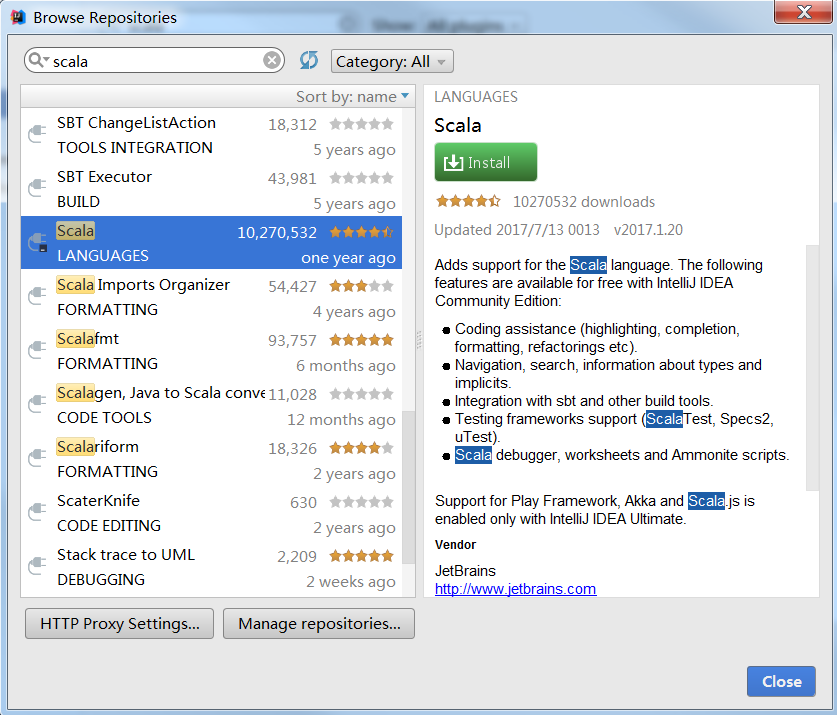 Browse Repositories
scala
Category: All
Sort by: name
SBT ChangeListAction 18,312
TOOLS INTEGRATION 5 years ago
SBT Executor 43,981
BUILD 5 years ago
Scala 10,270,532
LANGUAGES one year ago
Scala Imports Organizer 54,427
FORMATTING 4 years ago
Scalafmt 93,757
FORMATTING 6 months ago
Scalagen, Java to Scala conve 11,028
CODE TOOLS 12 months ago
Scalariform 18,326
FORMATTING 2 years ago
ScaterKnife 630
CODE EDITING 2 years ago
Stack trace to UML 2,209
DEBUGGING 2 weeks ago
LANGUAGES
Scala
Install
10270532 downloads
Updated 2017/7/13 0013 v2017.1.20
Adds support for the Scala language. The following
features are available for free with IntelliJ IDEA
Community Edition:
● Coding assistance (highlighting, completion,
formatting, refactorings etc).
● Navigation, search, information about types and
implicits.
● Integration with sbt and other build tools.
● Testing frameworks support (ScalaTest, Specs2,
uTest).
● Scala debugger, worksheets and Ammonite scripts.
Support for Play Framework, Akka and Scala.js is
enabled only with IntelliJ IDEA Ultimate.
Vendor
JetBrains
http://www.jetbrains.com
HTTP Proxy Settings...
Manage repositories...
Close